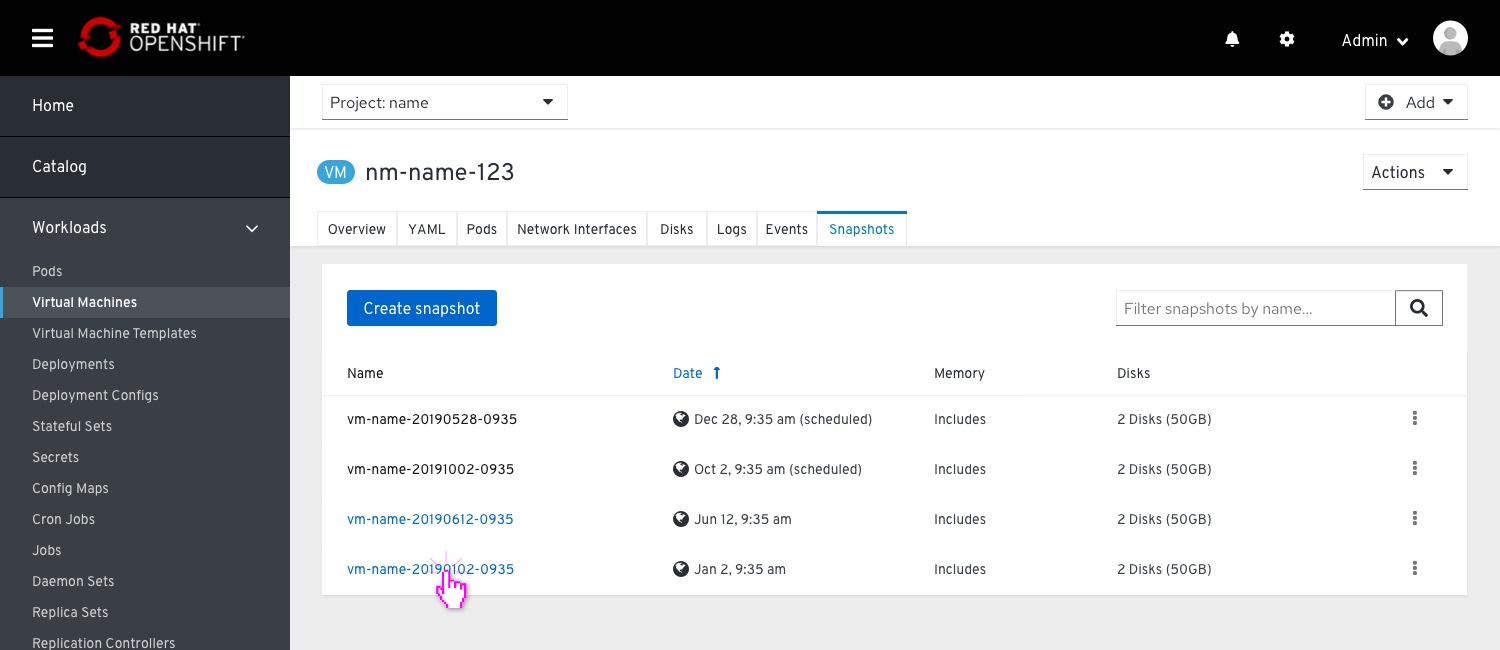 RED HAT
OPENSHIFT
Admin
Home
Catalog
Workloads
Pods
Virtual Machines
Virtual Machine Templates
Deployments
Deployment Configs
Stateful Sets
Secrets
Config Maps
Cron Jobs
Jobs
Daemon Sets
Replica Sets
Replication Controllers
Project: name
Add
VM nm-name-123
Actions
Overview YAML Pods Network Interfaces Disks Logs Events Snapshots
Create snapshot
Filter snapshots by name...
Name Date Memory Disks
vm-name-20190528-0935 Dec 28, 9:35 am (scheduled) Includes 2 Disks (50GB)
vm-name-20191002-0935 Oct 2, 9:35 am (scheduled) Includes 2 Disks (50GB)
vm-name-20190612-0935 Jun 12, 9:35 am Includes 2 Disks (50GB)
vm-name-20190102-0935 Jan 2, 9:35 am Includes 2 Disks (50GB)